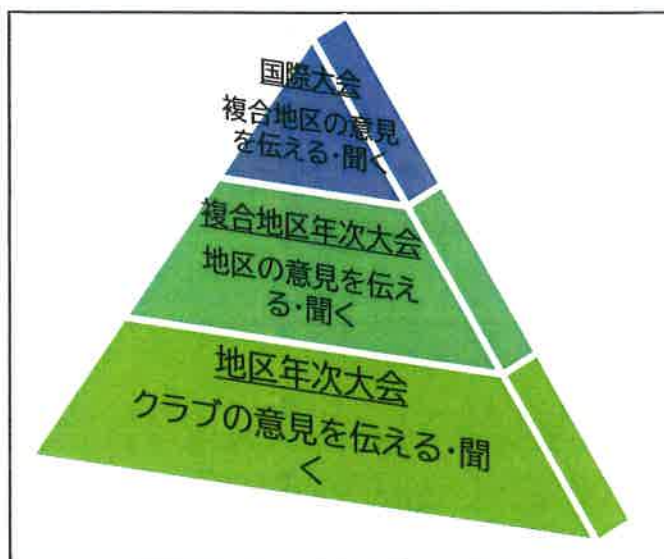 国際大会
複合地区の意見
を伝える・聞く
複合地区年次大会
地区の意見を伝え
る・聞く
地区年次大会
クラブの意見を伝える・聞
く